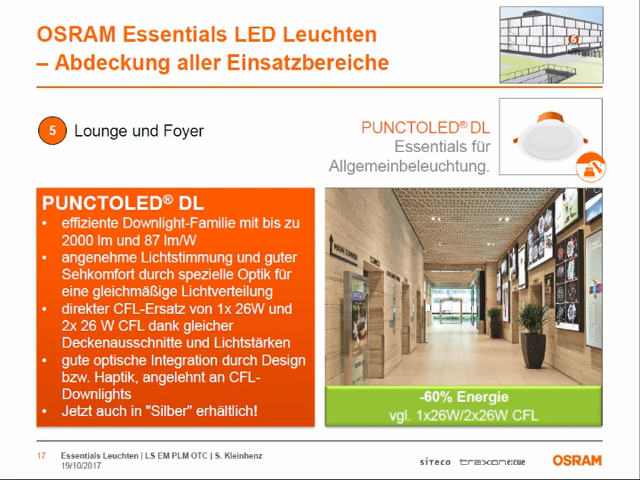 OSRAM Essentials LED Leuchten
– Abdeckung aller Einsatzbereiche
5
5 Lounge und Foyer
PUNCTOLED® DL
Essentials für
Allgemeinbeleuchtung.
PUNCTOLED® DL
• effiziente Downlight-Familie mit bis zu
2000 lm und 87 lm/W
• angenehme Lichtstimmung und guter
Sehkomfort durch spezielle Optik für
eine gleichmäßige Lichtverteilung
• direkter CFL-Ersatz von 1x 26W und
2x 26 W CFL dank gleicher
Deckenausschnitte und Lichtstärken
• gute optische Integration durch Design
bzw. Haptik, angelehnt an CFL-
Downlights
• Jetzt auch in "Silber" erhältlich!
MAIN TOWER
-60% Energie
vgl. 1x26W/2x26W CFL
17 Essentials Leuchten | LS EM PLM OTC | S. Kleinhenz
19/10/2017
siteco traxon e:cue OSRAM